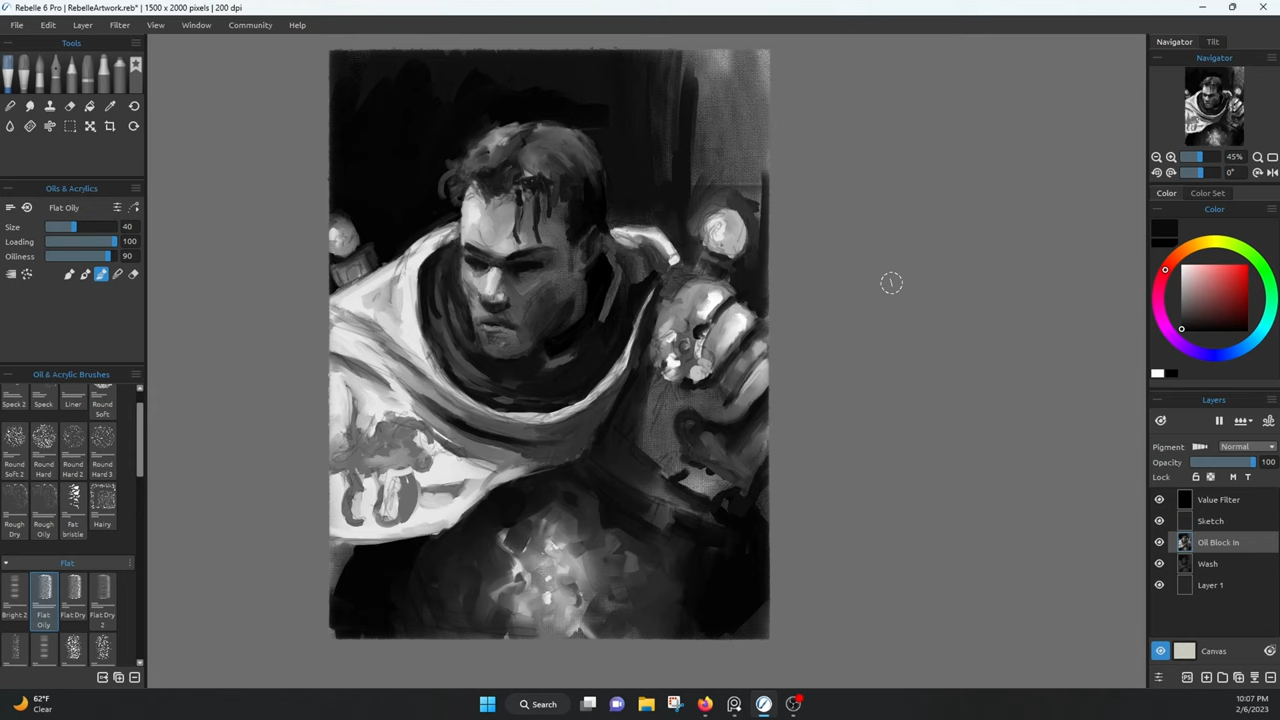 Rebelle 6 Pro | RebelleArtwork.reb* | 1500 x 2000 pixels | 200 dpi
File Edit Layer Filter View Window Community Help
Tools
Oils & Acrylics
Flat Oily
Size 40
Loading 100
Oiliness 90
Oil & Acrylic Brushes
Speck 2 Speck Liner Round Soft
Round Soft 2 Round Hard Round Hard 2 Round Hard 3
Rough Dry Rough Oily Fat bristle Hairy
Flat
Bright 2 Flat Oily Flat Dry Flat Dry 2
Navigator Tilt
Navigator
45%
0°
Color Color Set
Color
Layers
Pigment Normal
Opacity 100
Lock M T
Value Filter
Sketch
Oil Block In
Wash
Layer 1
Canvas
PS
62°F
Clear
Search
10:07 PM
2/6/2023